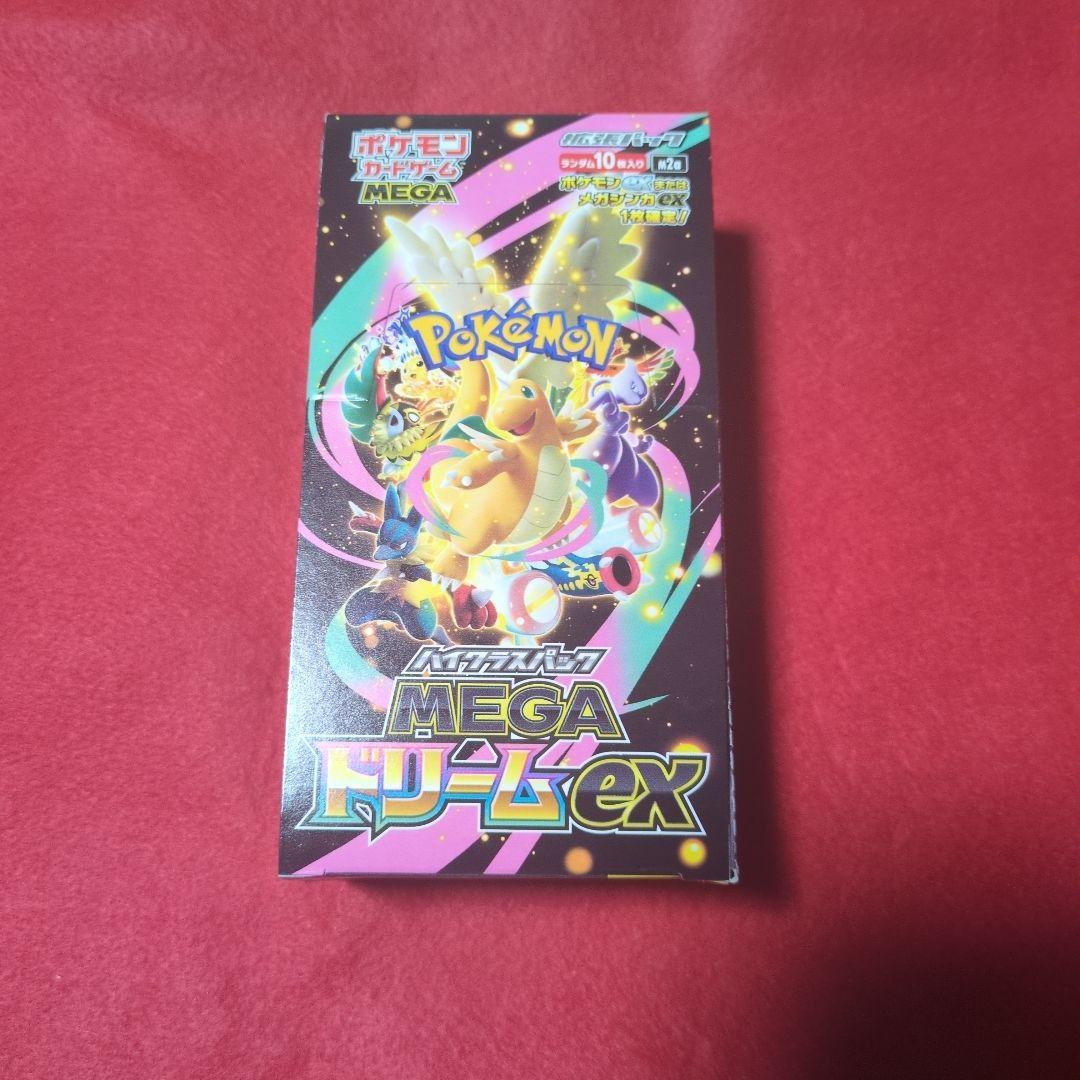 ポケモン
カードゲーム
MEGA
拡張パック
ランダム10枚入り M2a
ポケモンexまたは
メガシンカex
1枚確定!
POKéMON
ハイクラスパック
MEGA
ドリームex